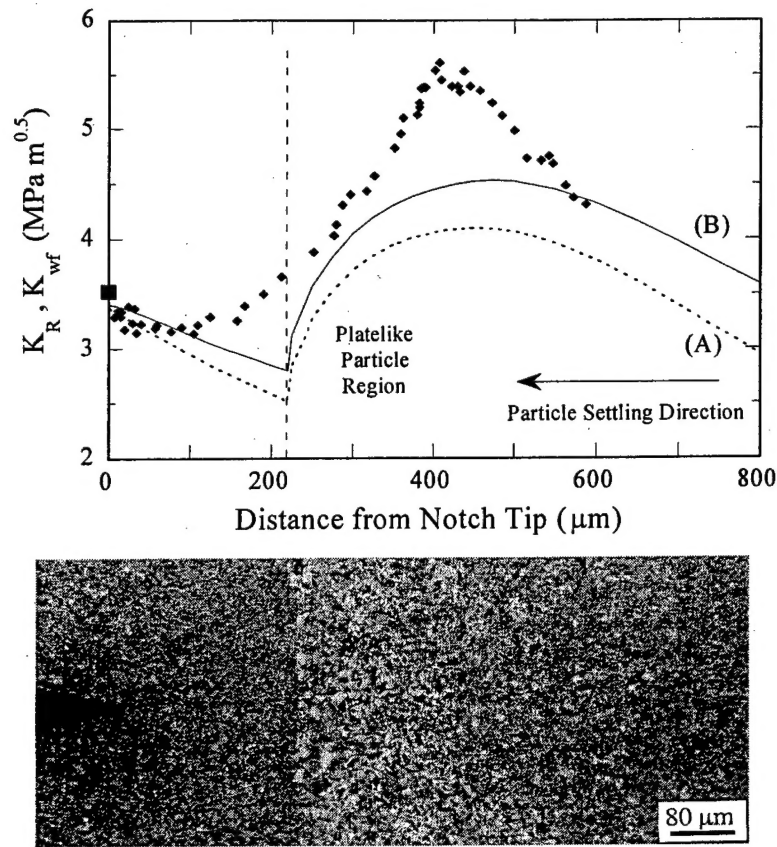 6
5
4
3
2
K_R , K_wf (MPa m^0.5)
(B)
(A)
Platelike
Particle
Region
Particle Settling Direction
0 200 400 600 800
Distance from Notch Tip (μm)
80 μm